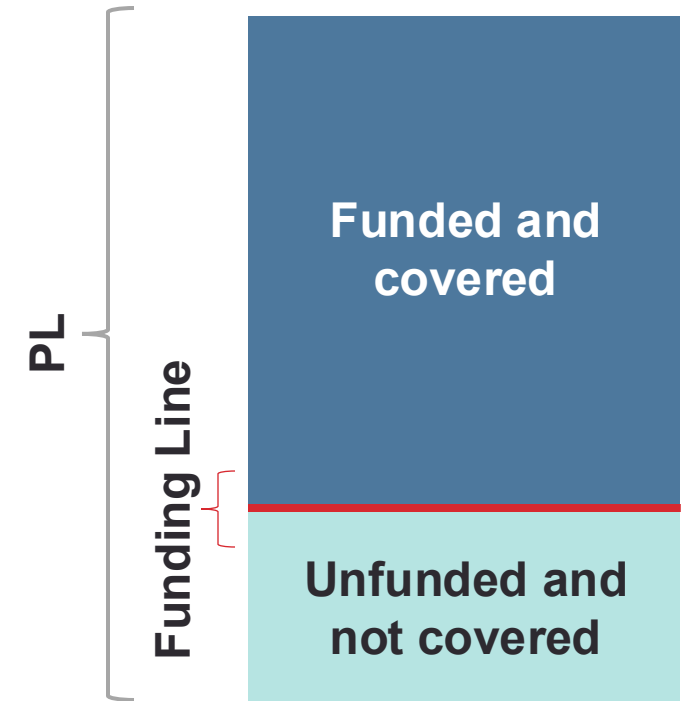 PL
Funding Line
Funded and
covered
Unfunded and
not covered